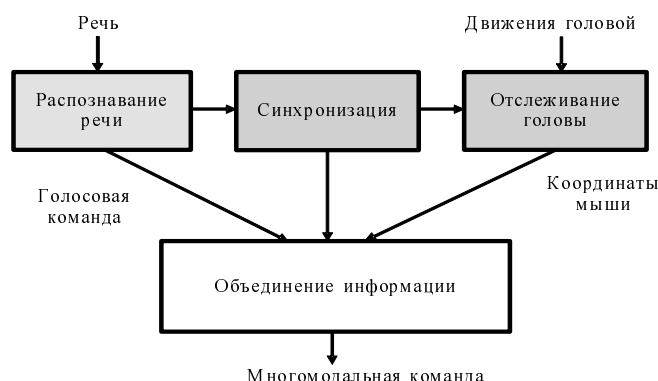 Речь
Движения головой
Распознавание
речи
Синхронизация
Отслеживание
головы
Голосовая
команда
Координаты
мыши
Объединение информации
Многомодальная команда